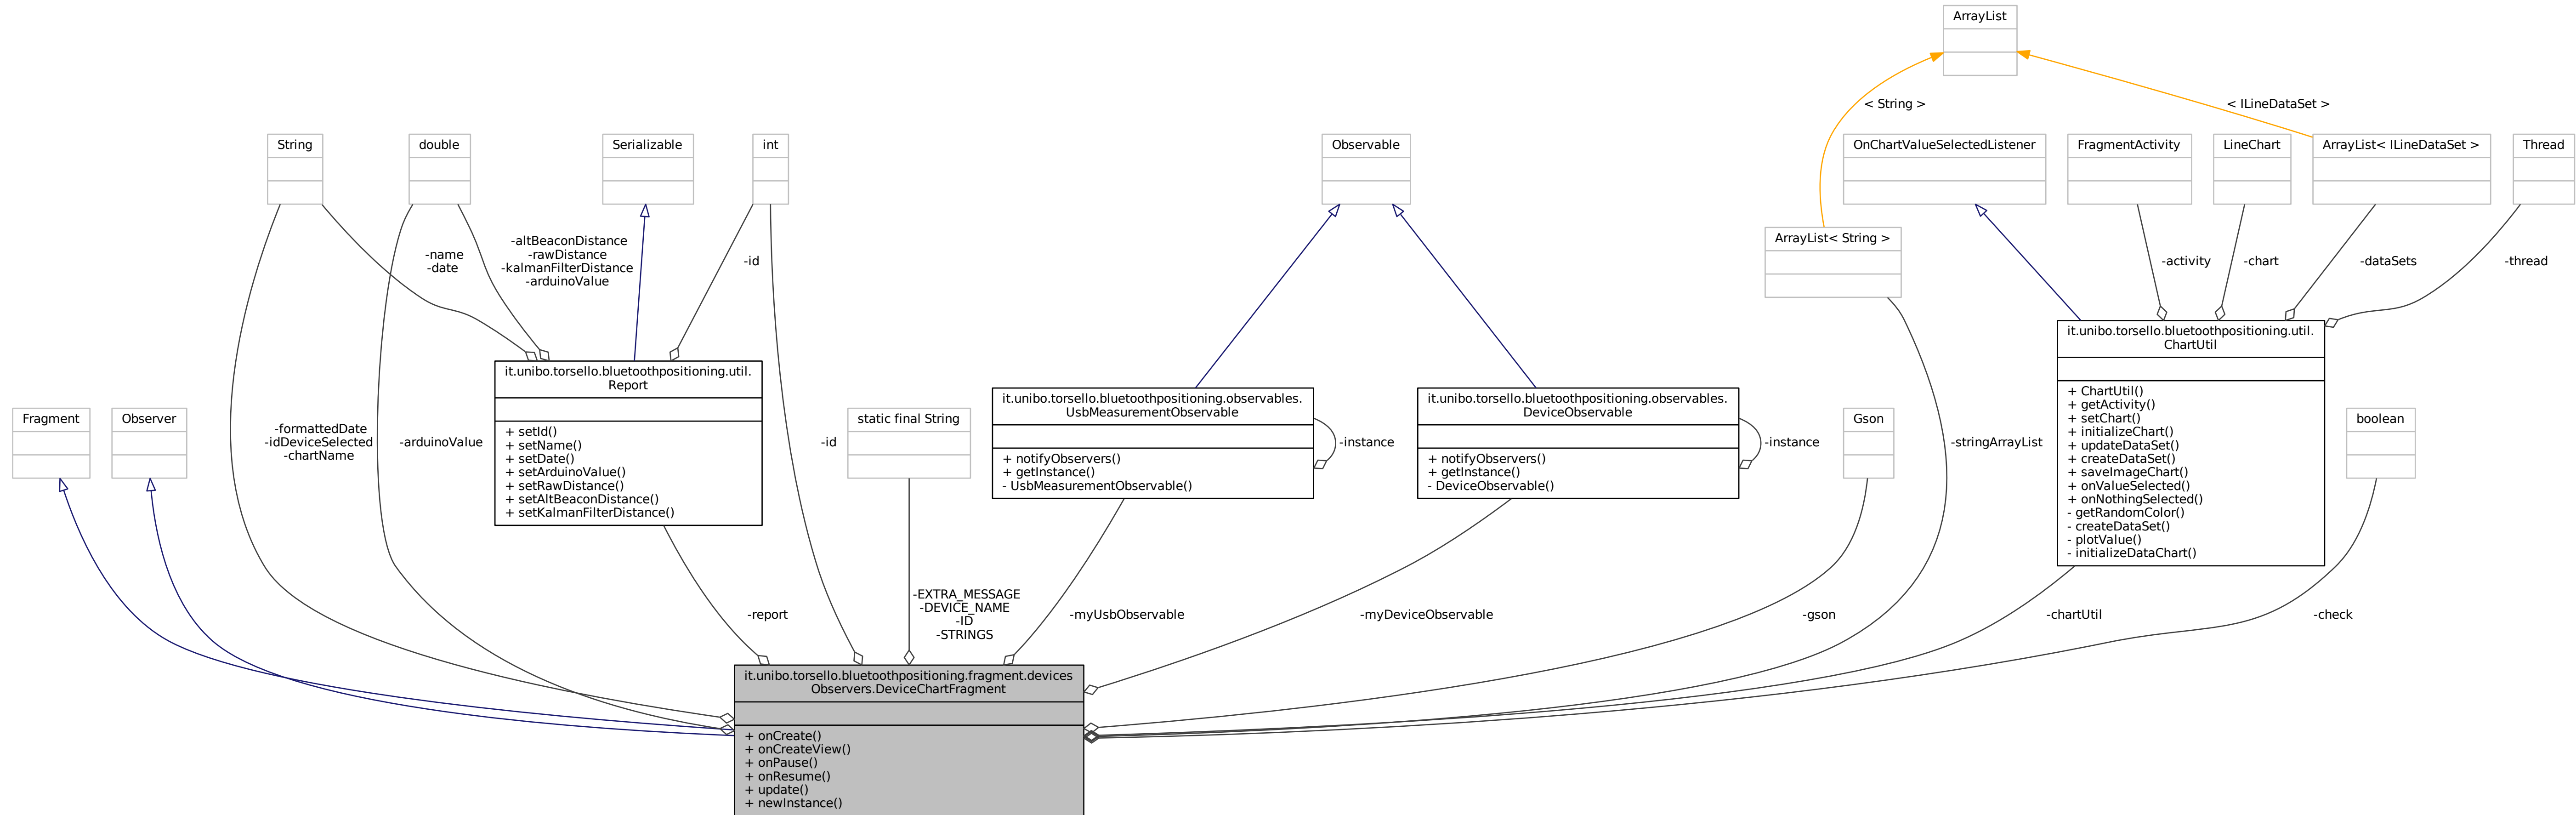 ArrayList
< String >
< ILineDataSet >
String
double
Serializable
int
Observable
OnChartValueSelectedListener
FragmentActivity
LineChart
ArrayList< ILineDataSet >
Thread
ArrayList< String >
-name
-date
-altBeaconDistance
-rawDistance
-kalmanFilterDistance
-arduinoValue
-id
-activity
-chart
-dataSets
-thread
it.unibo.torsello.bluetoothpositioning.util.
Report
+ setId()
+ setName()
+ setDate()
+ setArduinoValue()
+ setRawDistance()
+ setAltBeaconDistance()
+ setKalmanFilterDistance()
it.unibo.torsello.bluetoothpositioning.observables.
UsbMeasurementObservable
+ notifyObservers()
+ getInstance()
- UsbMeasurementObservable()
-instance
it.unibo.torsello.bluetoothpositioning.observables.
DeviceObservable
+ notifyObservers()
+ getInstance()
- DeviceObservable()
-instance
it.unibo.torsello.bluetoothpositioning.util.
ChartUtil
+ ChartUtil()
+ getActivity()
+ setChart()
+ initializeChart()
+ updateDataSet()
+ createDataSet()
+ saveImageChart()
+ onValueSelected()
+ onNothingSelected()
- getRandomColor()
- createDataSet()
- plotValue()
- initializeDataChart()
Fragment
Observer
-formattedDate
-idDeviceSelected
-chartName
-arduinoValue
-id
static final String
Gson
-stringArrayList
boolean
-report
-EXTRA_MESSAGE
-DEVICE_NAME
-ID
-STRINGS
-myUsbObservable
-myDeviceObservable
-gson
-chartUtil
-check
it.unibo.torsello.bluetoothpositioning.fragment.devices
Observers.DeviceChartFragment
+ onCreate()
+ onCreateView()
+ onPause()
+ onResume()
+ update()
+ newInstance()